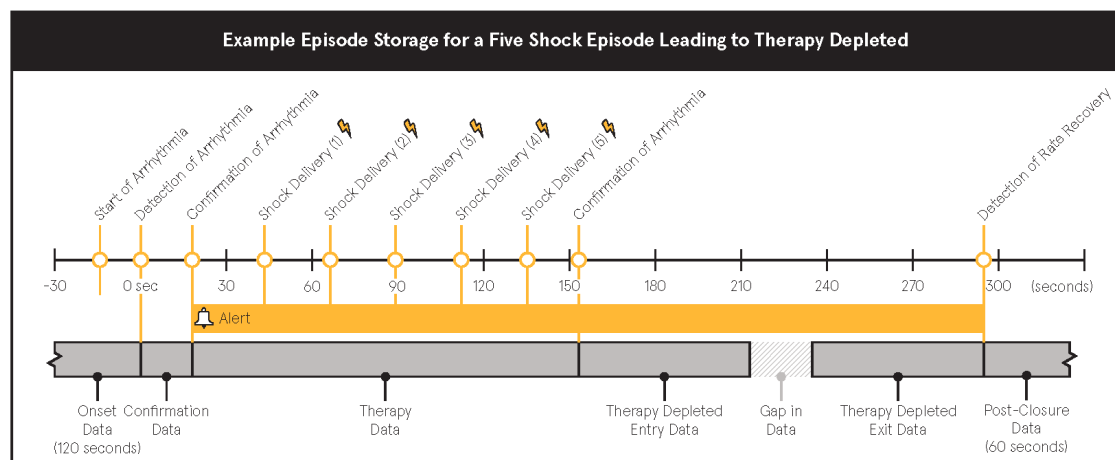 Example Episode Storage for a Five Shock Episode Leading to Therapy Depleted
Start of Arrhythmia
Detection of Arrhythmia
Confirmation of Arrhythmia
Shock Delivery (1)
Shock Delivery (2)
Shock Delivery (3)
Shock Delivery (4)
Shock Delivery (5)
Confirmation of Arrhythmia
Detection of Rate Recovery
-30 0 sec 30 60 90 120 150 180 210 240 270 300 (seconds)
Alert
Onset
Data
(120 seconds)
Confirmation
Data
Therapy
Data
Therapy Depleted
Entry Data
Gap in
Data
Therapy Depleted
Exit Data
Post-Closure
Data
(60 seconds)